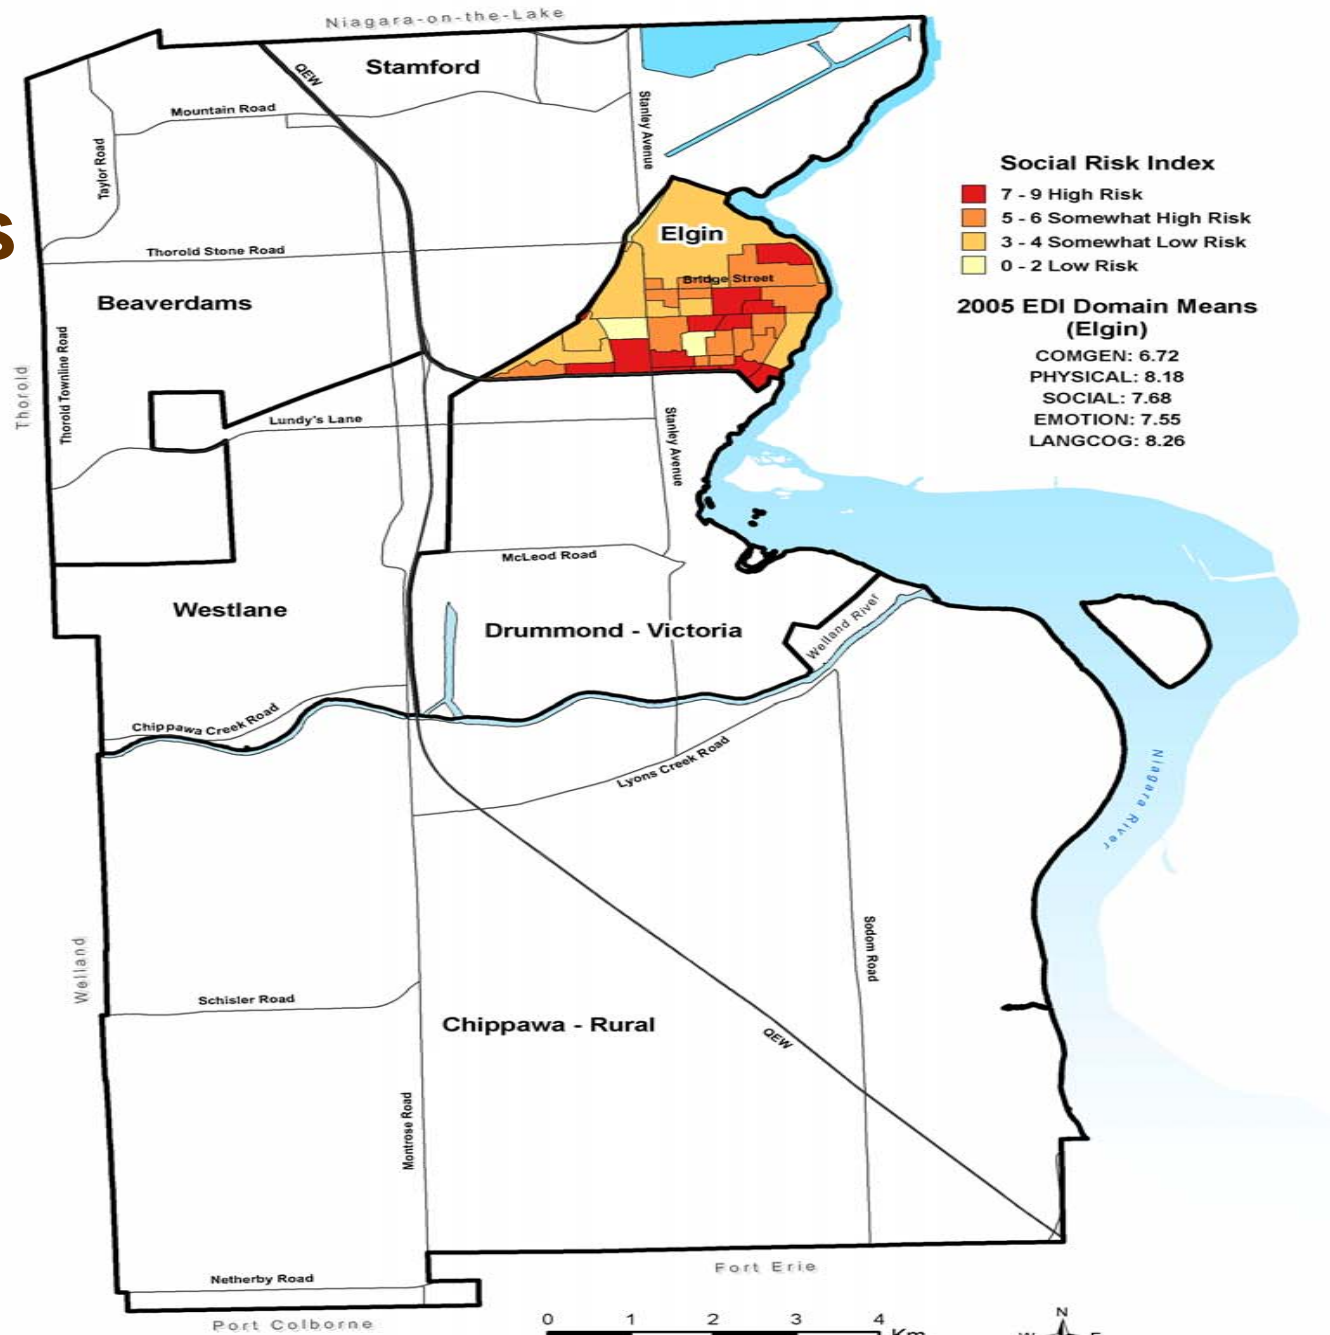 Niagara-on-the-Lake
Stamford
QEW
Mountain Road
Taylor Road
Stanley Avenue
s
Thorold Stone Road
Elgin
Bridge Street
Beaverdams
Social Risk Index
7 - 9 High Risk
5 - 6 Somewhat High Risk
3 - 4 Somewhat Low Risk
0 - 2 Low Risk
2005 EDI Domain Means
(Elgin)
COMGEN: 6.72
PHYSICAL: 8.18
SOCIAL: 7.68
EMOTION: 7.55
LANGCOG: 8.26
Thorold
Thorold Townline Road
Lundy's Lane
Stanley Avenue
McLeod Road
Westlane
Drummond - Victoria
Welland River
Chippawa Creek Road
Lyons Creek Road
Niagara River
Welland
Sodom Road
Schisler Road
Chippawa - Rural
QEW
Montrose Road
Netherby Road
Fort Erie
Port Colborne
0 1 2 3 4
Km
N
W E